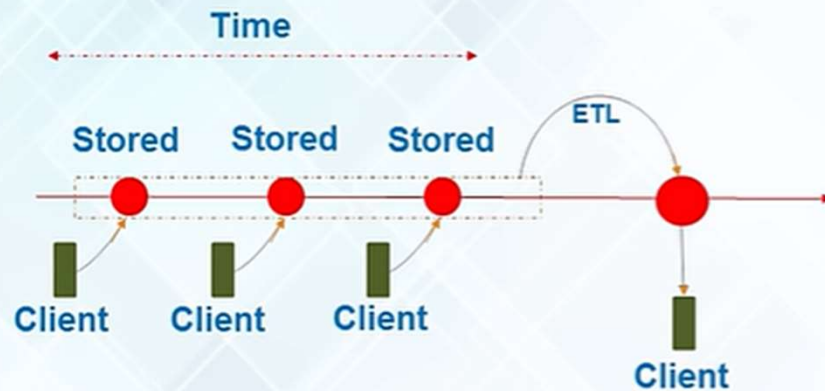 Time
ETL
Stored
Stored
Stored
Client
Client
Client
Client